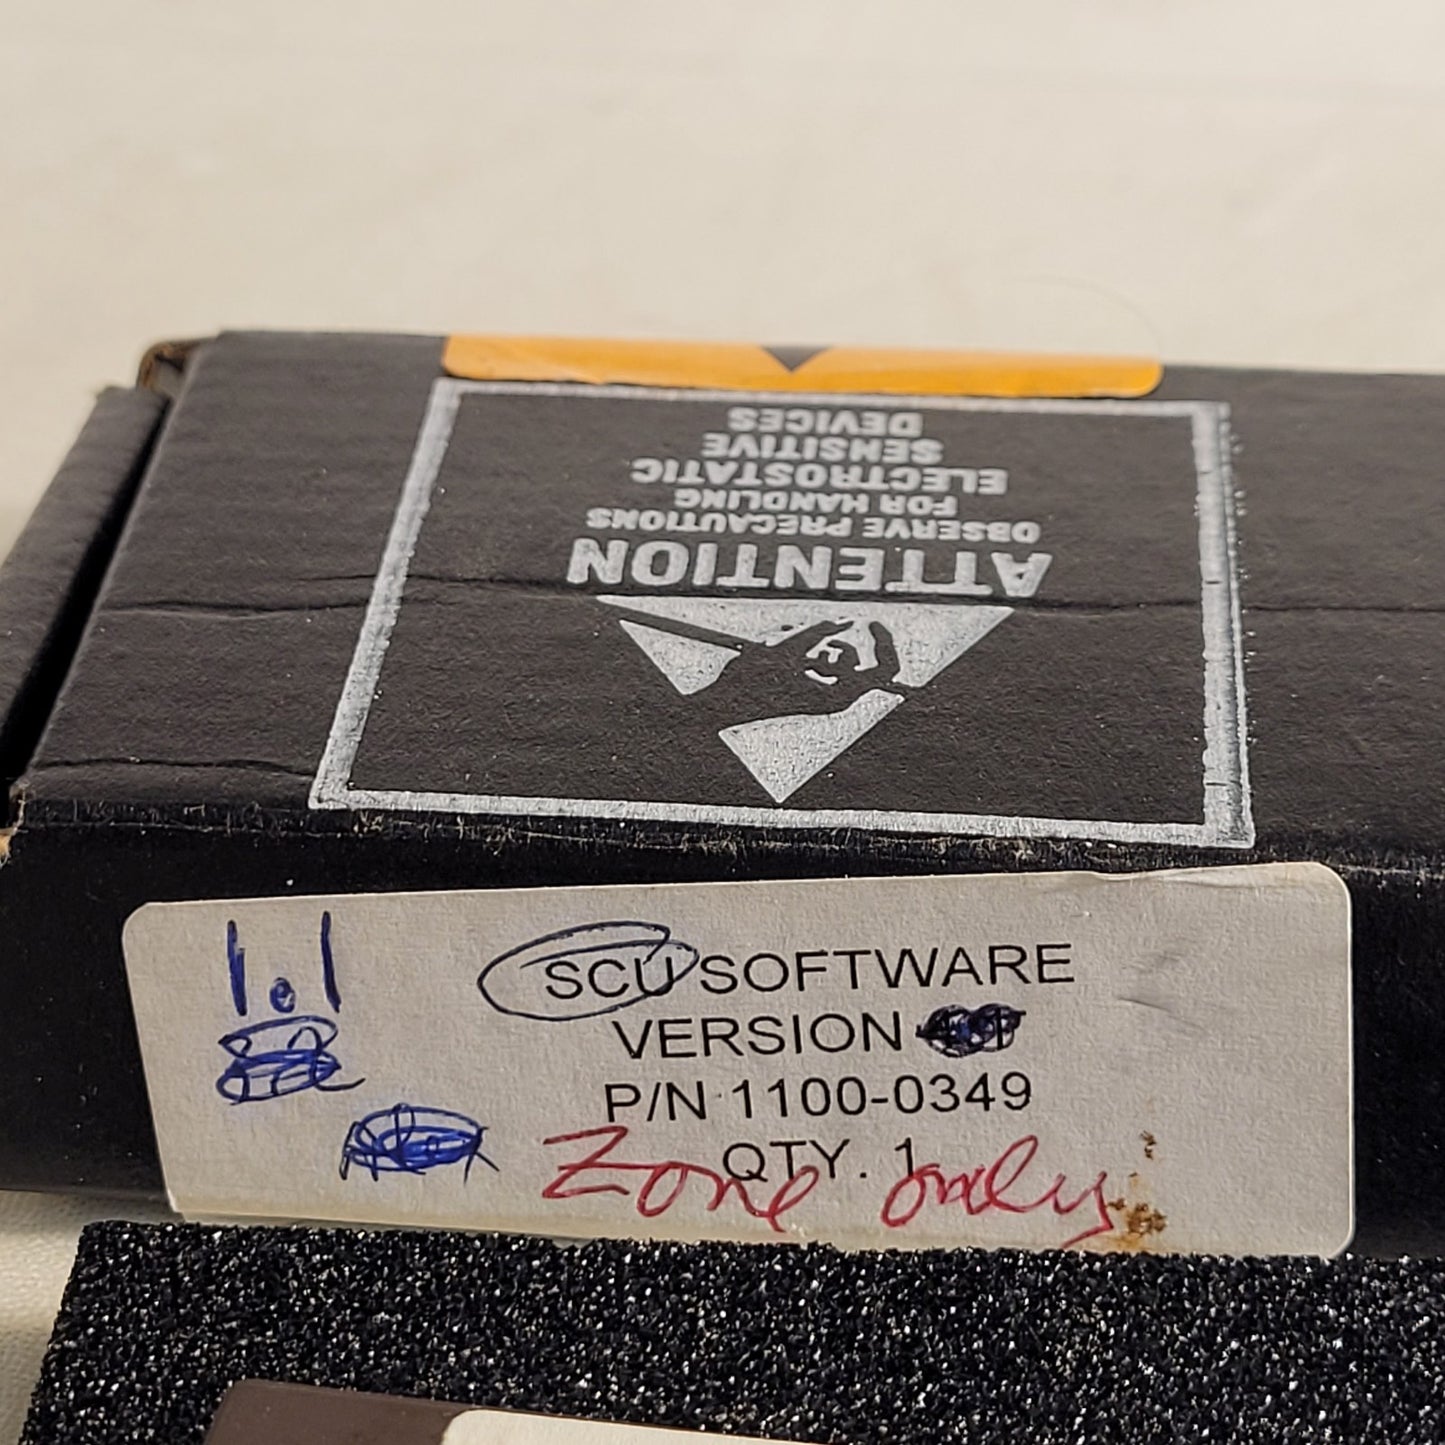 ATTENTION
OBSERVE PRECAUTIONS
FOR HANDLING
ELECTROSTATIC
SENSITIVE
DEVICES
1.1
SCU SOFTWARE
VERSION
P/N 1100-0349
QTY. 1
Zone only